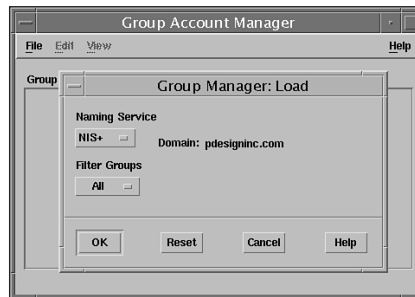 Group Account Manager
File Edit View Help
Group
Group Manager: Load
Naming Service
NIS+ Domain: pdesigninc.com
Filter Groups
All
OK Reset Cancel Help